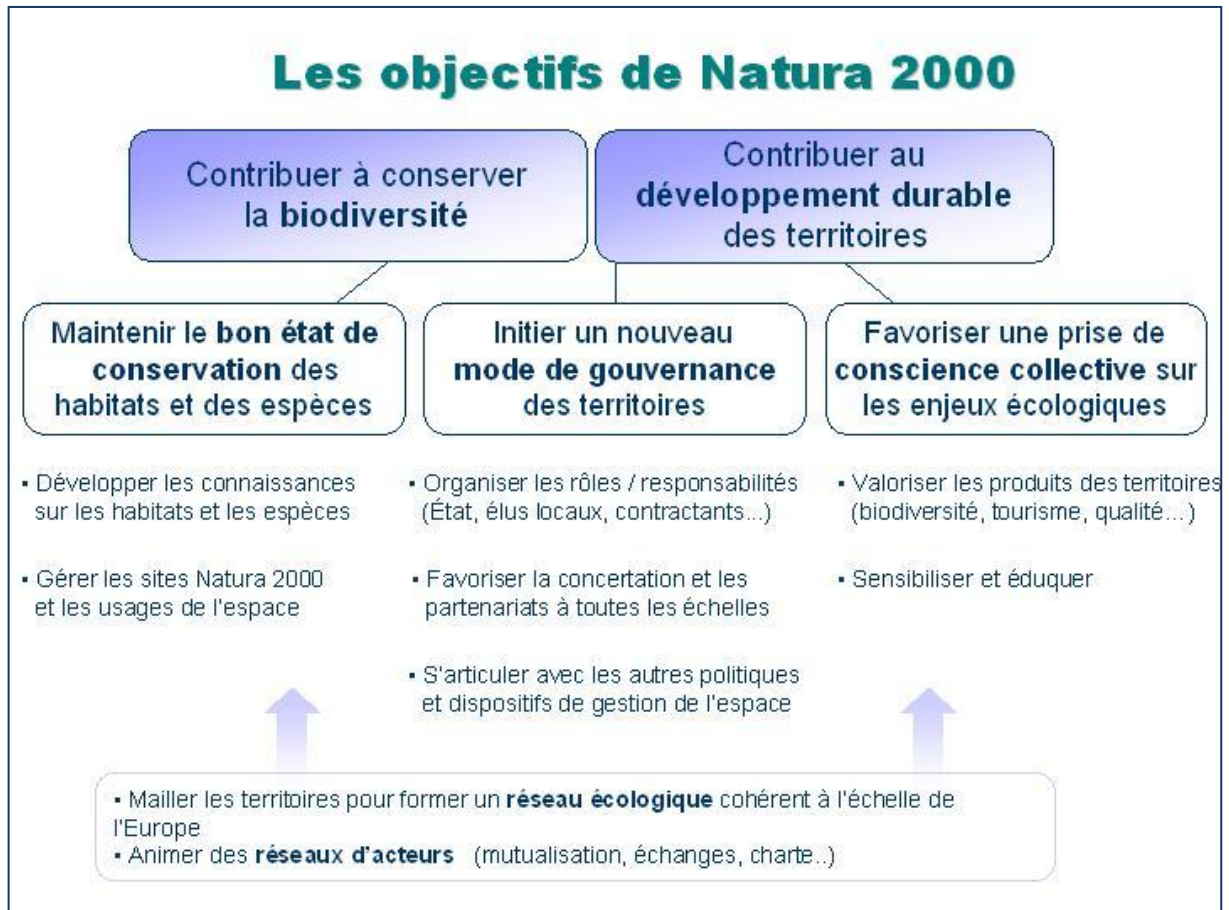 Les objectifs de Natura 2000
Contribuer à conserver
la biodiversité
Contribuer au
développement durable
des territoires
Maintenir le bon état de
conservation des
habitats et des espèces
Initier un nouveau
mode de gouvernance
des territoires
Favoriser une prise de
conscience collective sur
les enjeux écologiques
▪ Développer les connaissances
sur les habitats et les espèces
▪ Gérer les sites Natura 2000
et les usages de l'espace
▪ Organiser les rôles / responsabilités
(État, élus locaux, contractants...)
▪ Favoriser la concertation et les
partenariats à toutes les échelles
▪ S'articuler avec les autres politiques
et dispositifs de gestion de l'espace
▪ Valoriser les produits des territoires
(biodiversité, tourisme, qualité…)
▪ Sensibiliser et éduquer
▪ Mailler les territoires pour former un réseau écologique cohérent à l'échelle de
l'Europe
▪ Animer des réseaux d'acteurs (mutualisation, échanges, charte..)